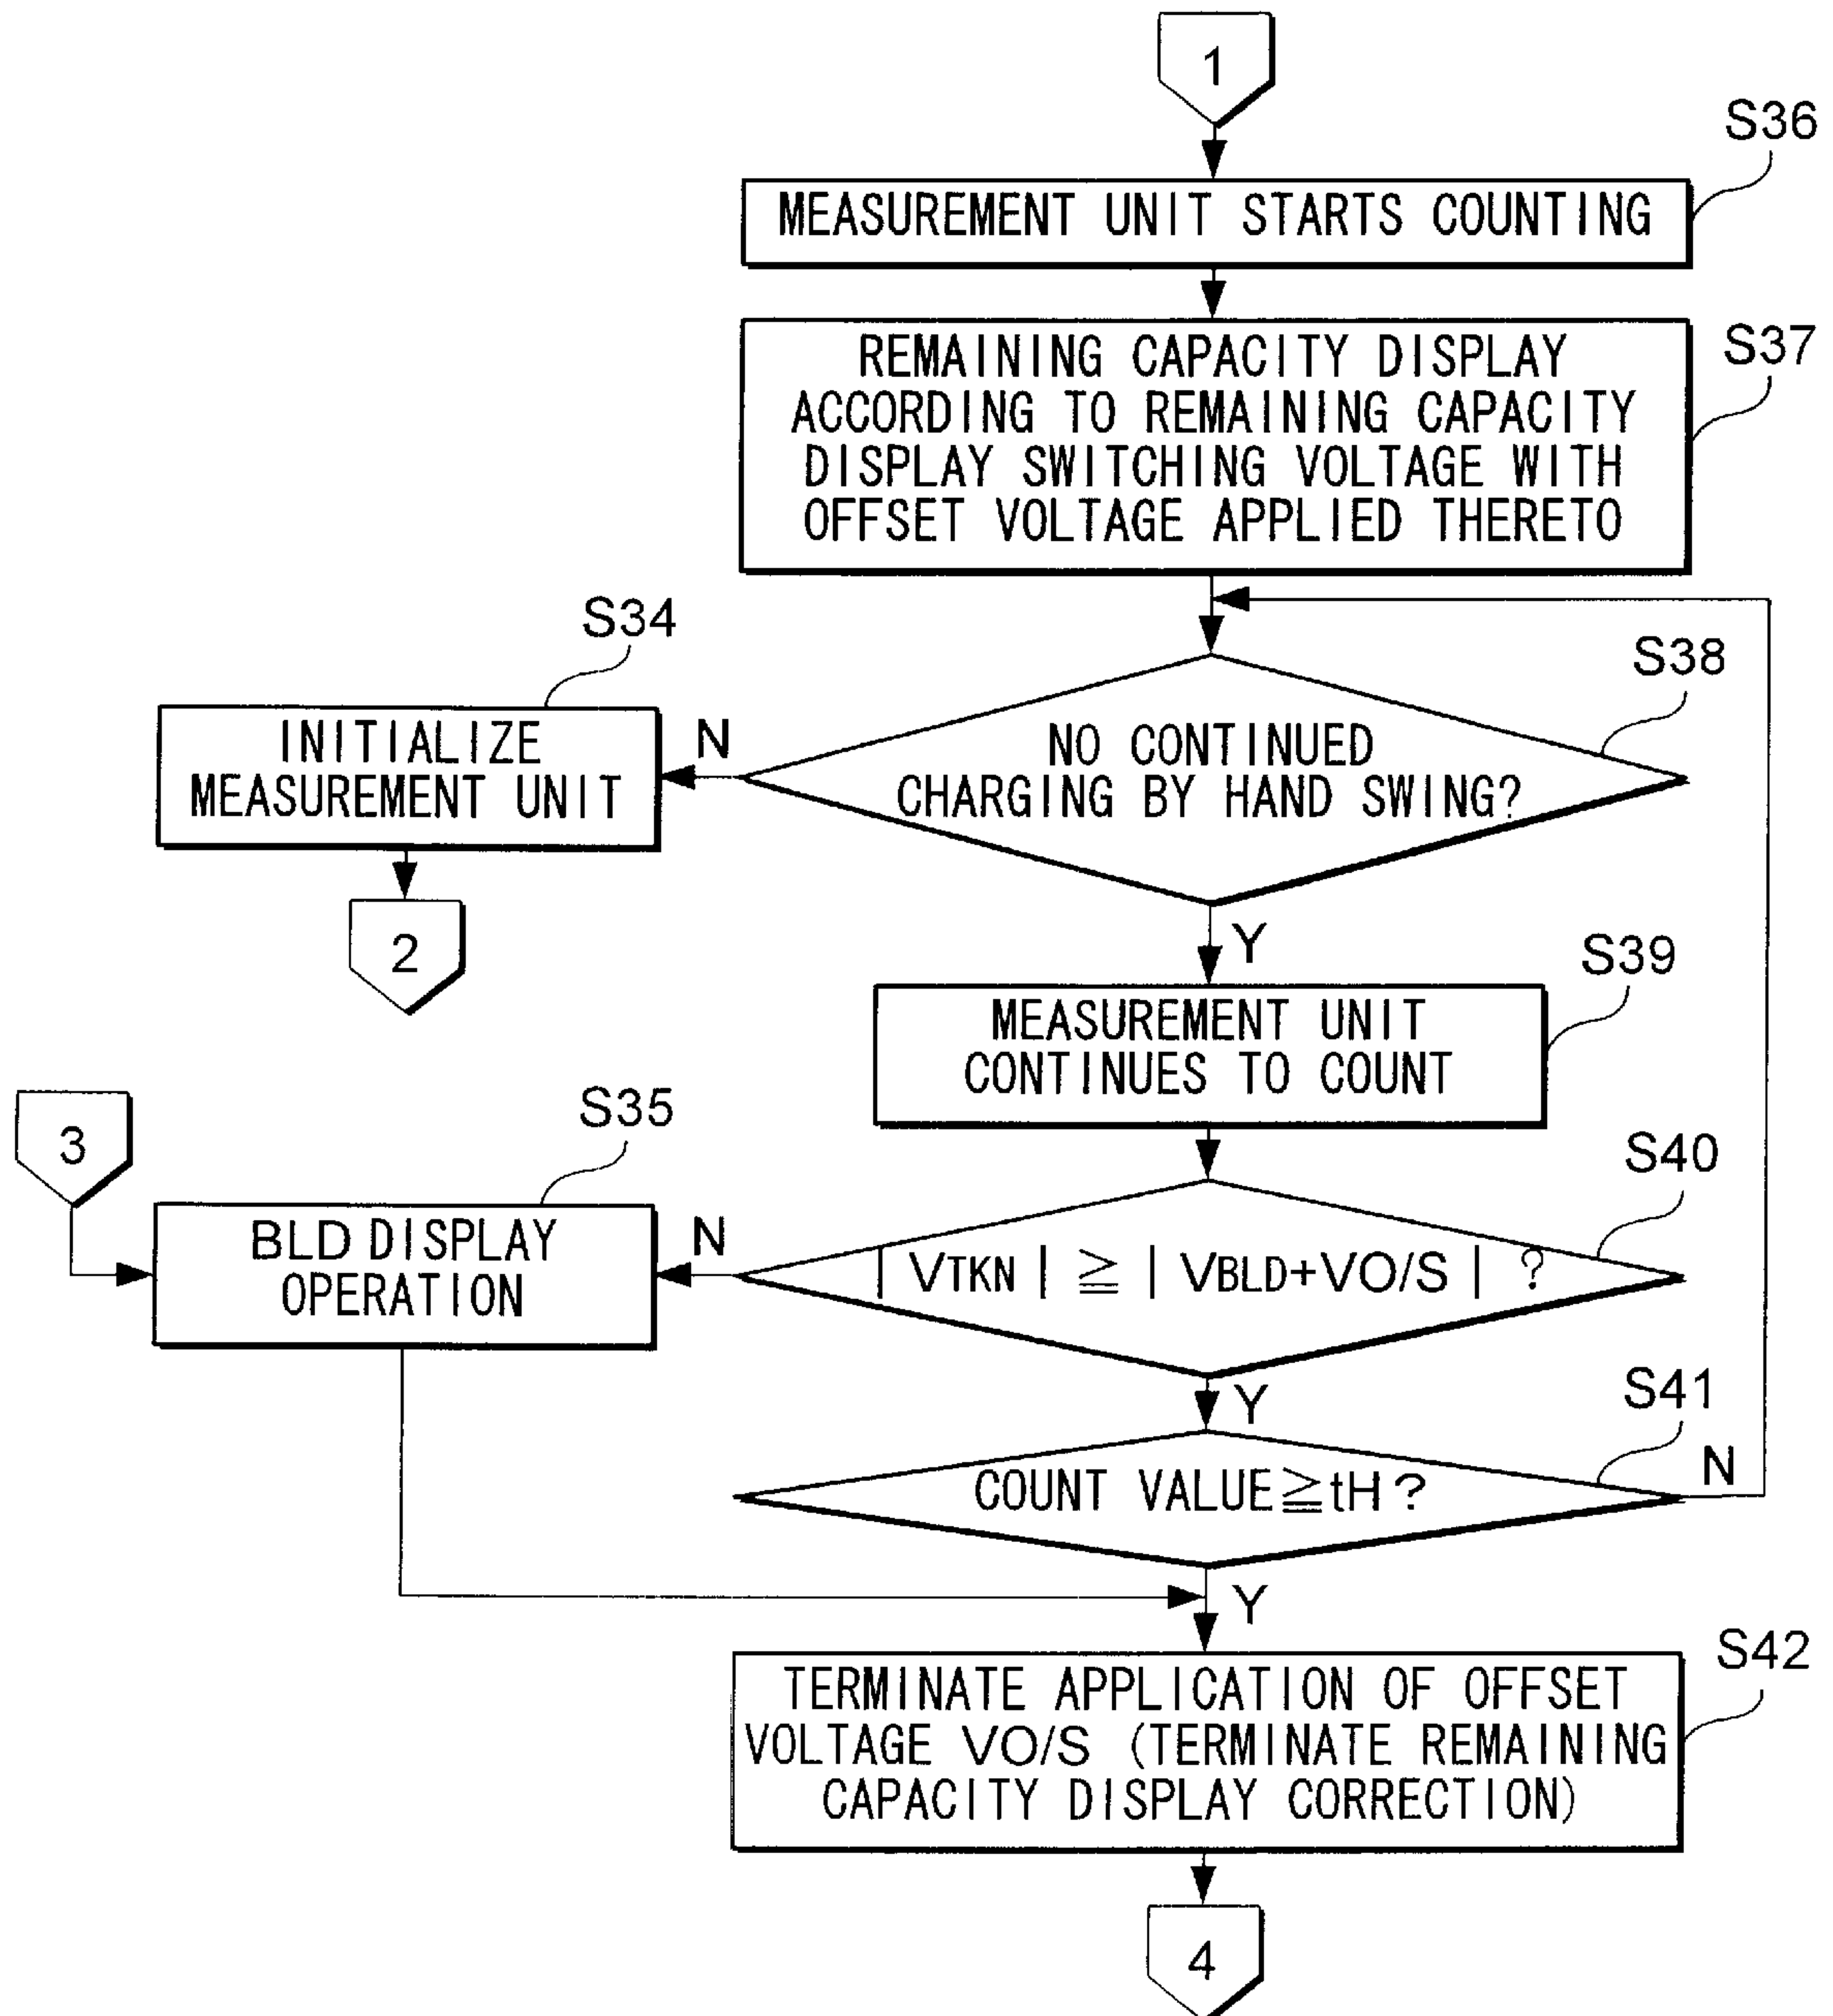 1
S36
MEASUREMENT UNIT STARTS COUNTING
S37
REMAINING CAPACITY DISPLAY
ACCORDING TO REMAINING CAPACITY
DISPLAY SWITCHING VOLTAGE WITH
OFFSET VOLTAGE APPLIED THERETO
S34
INITIALIZE
MEASUREMENT UNIT
N
S38
NO CONTINUED
CHARGING BY HAND SWING?
2
Y
S39
MEASUREMENT UNIT
CONTINUES TO COUNT
3
S35
BLD DISPLAY
OPERATION
N
S40
| VTKN | ≧ | VBLD+VO/S | ?
Y
S41
COUNT VALUE≧tH?
N
Y
S42
TERMINATE APPLICATION OF OFFSET
VOLTAGE VO/S (TERMINATE REMAINING
CAPACITY DISPLAY CORRECTION)
4